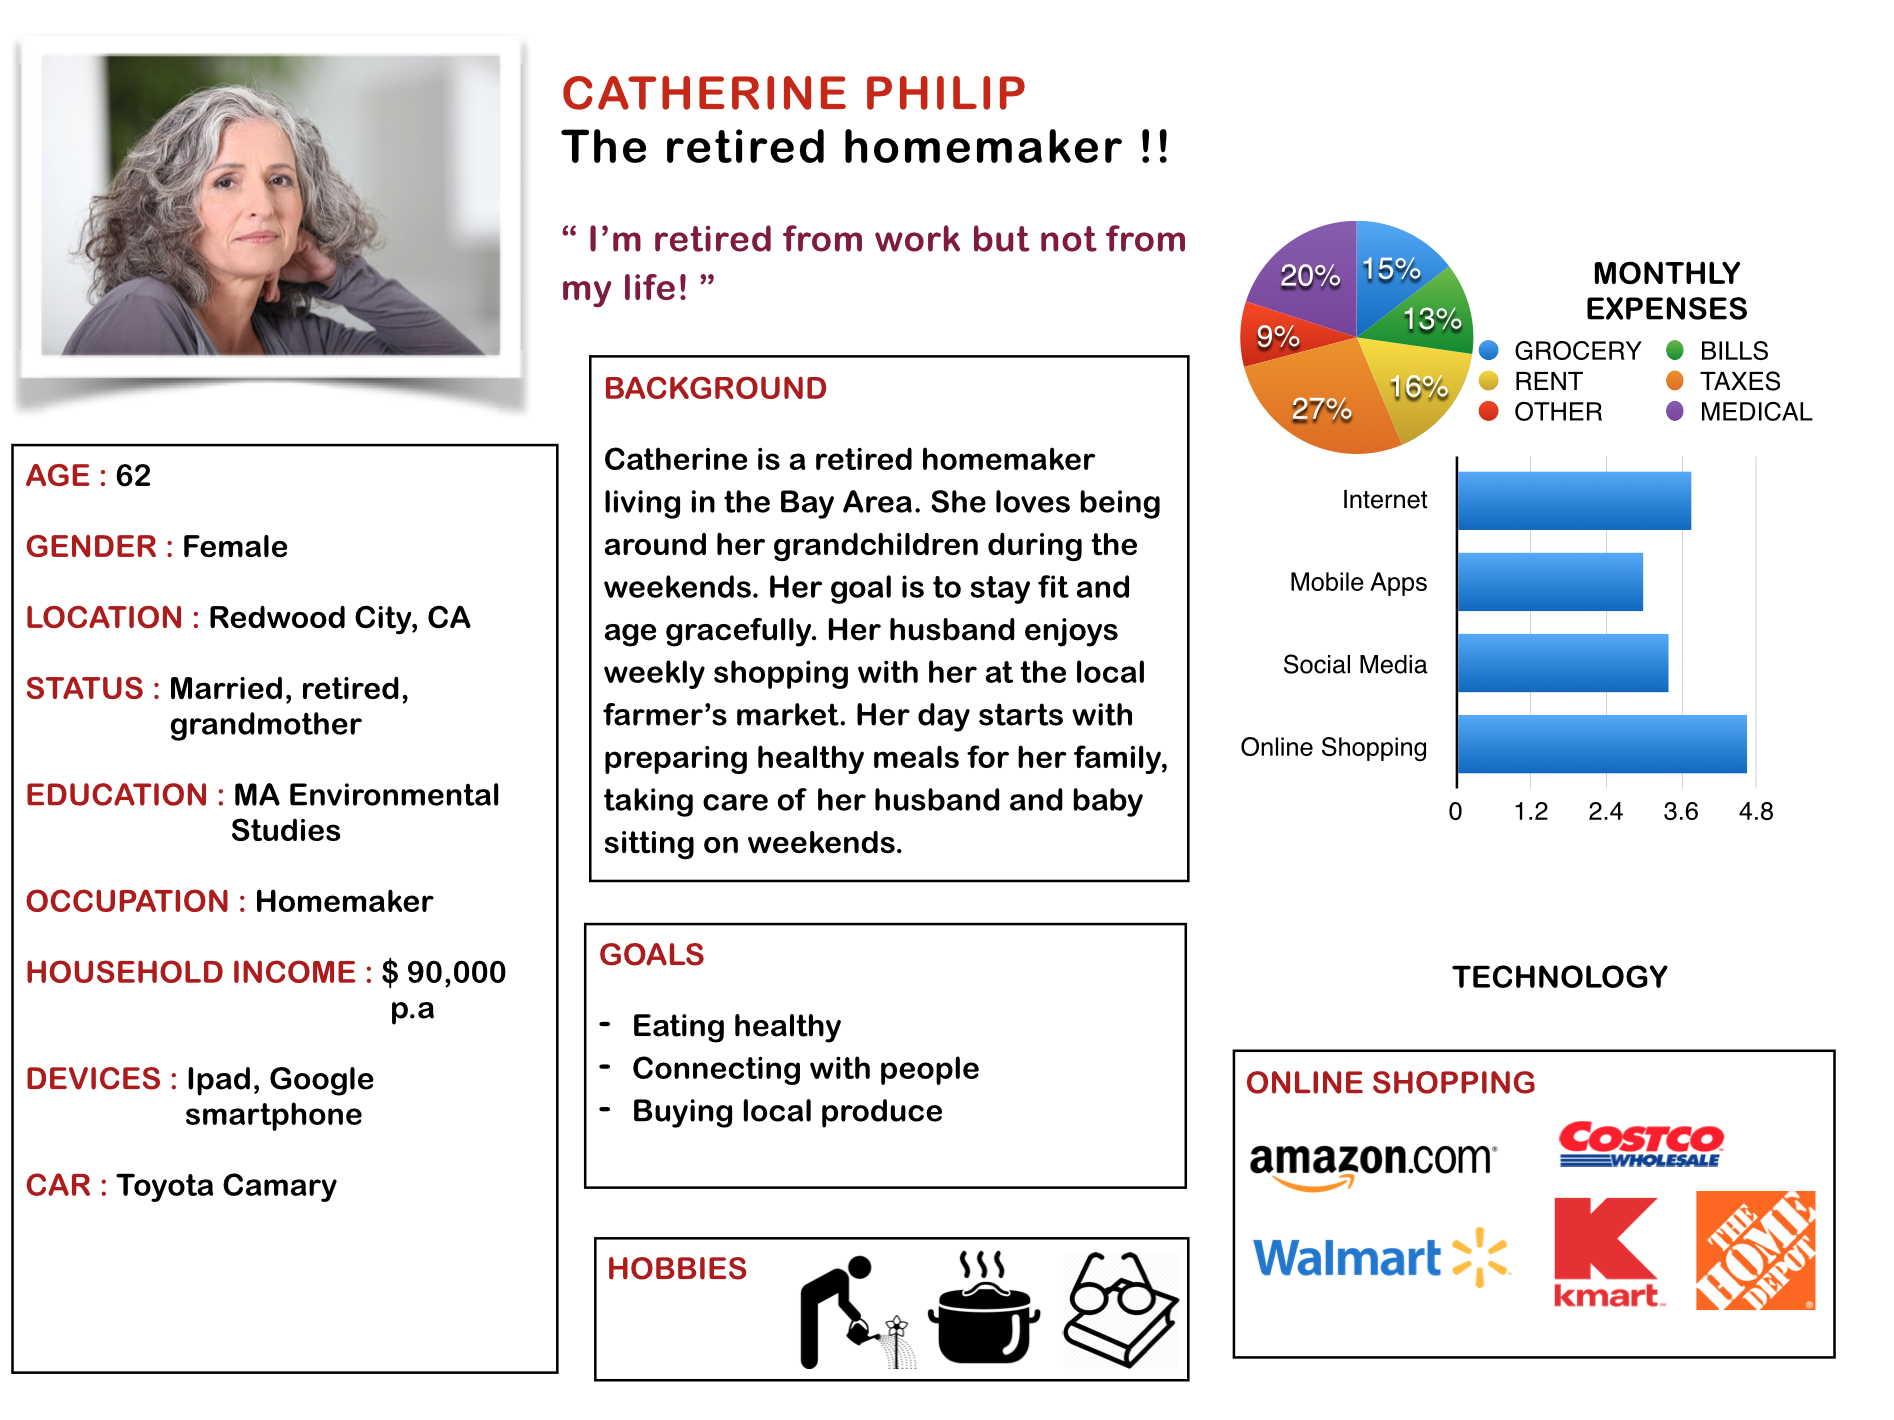 CATHERINE PHILIP
The retired homemaker !!
“ I’m retired from work but not from
my life! ”
AGE : 62
GENDER : Female
LOCATION : Redwood City, CA
STATUS : Married, retired,
grandmother
EDUCATION : MA Environmental
Studies
OCCUPATION : Homemaker
HOUSEHOLD INCOME : $ 90,000
p.a
DEVICES : Ipad, Google
smartphone
CAR : Toyota Camary
BACKGROUND
Catherine is a retired homemaker
living in the Bay Area. She loves being
around her grandchildren during the
weekends. Her goal is to stay fit and
age gracefully. Her husband enjoys
weekly shopping with her at the local
farmer’s market. Her day starts with
preparing healthy meals for her family,
taking care of her husband and baby
sitting on weekends.
GOALS
- Eating healthy
- Connecting with people
- Buying local produce
HOBBIES
20% 15%
13%
9%
16%
27%
MONTHLY
EXPENSES
GROCERY BILLS
RENT TAXES
OTHER MEDICAL
Internet
Mobile Apps
Social Media
Online Shopping
0 1.2 2.4 3.6 4.8
TECHNOLOGY
ONLINE SHOPPING
amazon.com
COSTCO
WHOLESALE
Walmart
K
kmart
THE
HOME
DEPOT